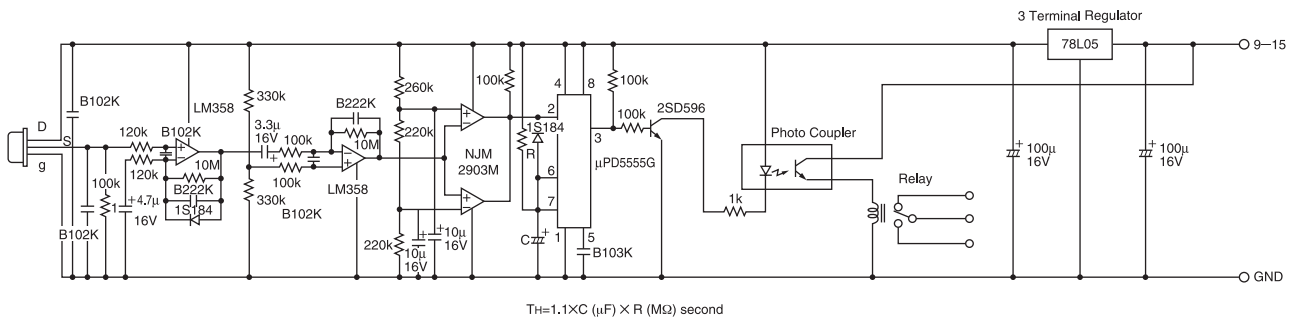 3 Terminal Regulator
78L05
9—15
D
S
g
B102K
LM358
120k
B102K
120k
10M
B222K
1S184
100k
1
+4.7μ
16V
B102K
330k
3.3μ
16V
+
100k
100k
330k
B102K
B222K
10M
LM358
260k
220k
220k
+
10μ
16V
+
10μ
16V
100k
NJM
2903M
1S184
R
C
+
4
8
2
3
6
7
1
5
μPD5555G
B103K
100k
100k
2SD596
1k
Photo Coupler
Relay
+
100μ
16V
+
100μ
16V
GND
TH=1.1×C (μF) × R (MΩ) second